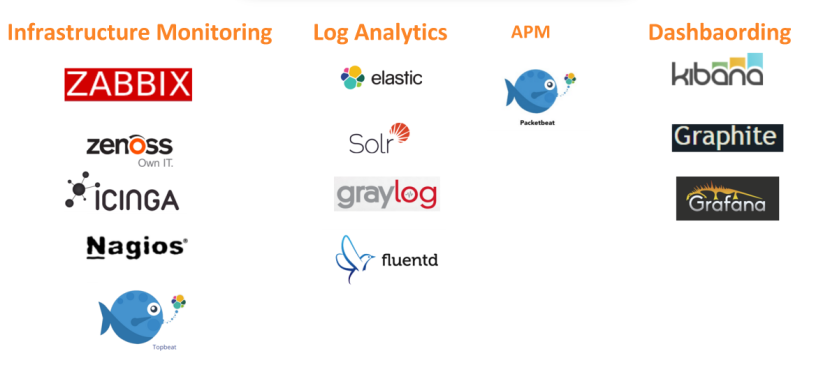 Infrastructure Monitoring
Log Analytics
APM
Dashbaording
ZABBIX
zenoss
Own IT.
ICINGA
Nagios®
Topbeat
elastic
Solr
graylog
fluentd
Packetbeat
kibana
Graphite
Grafana